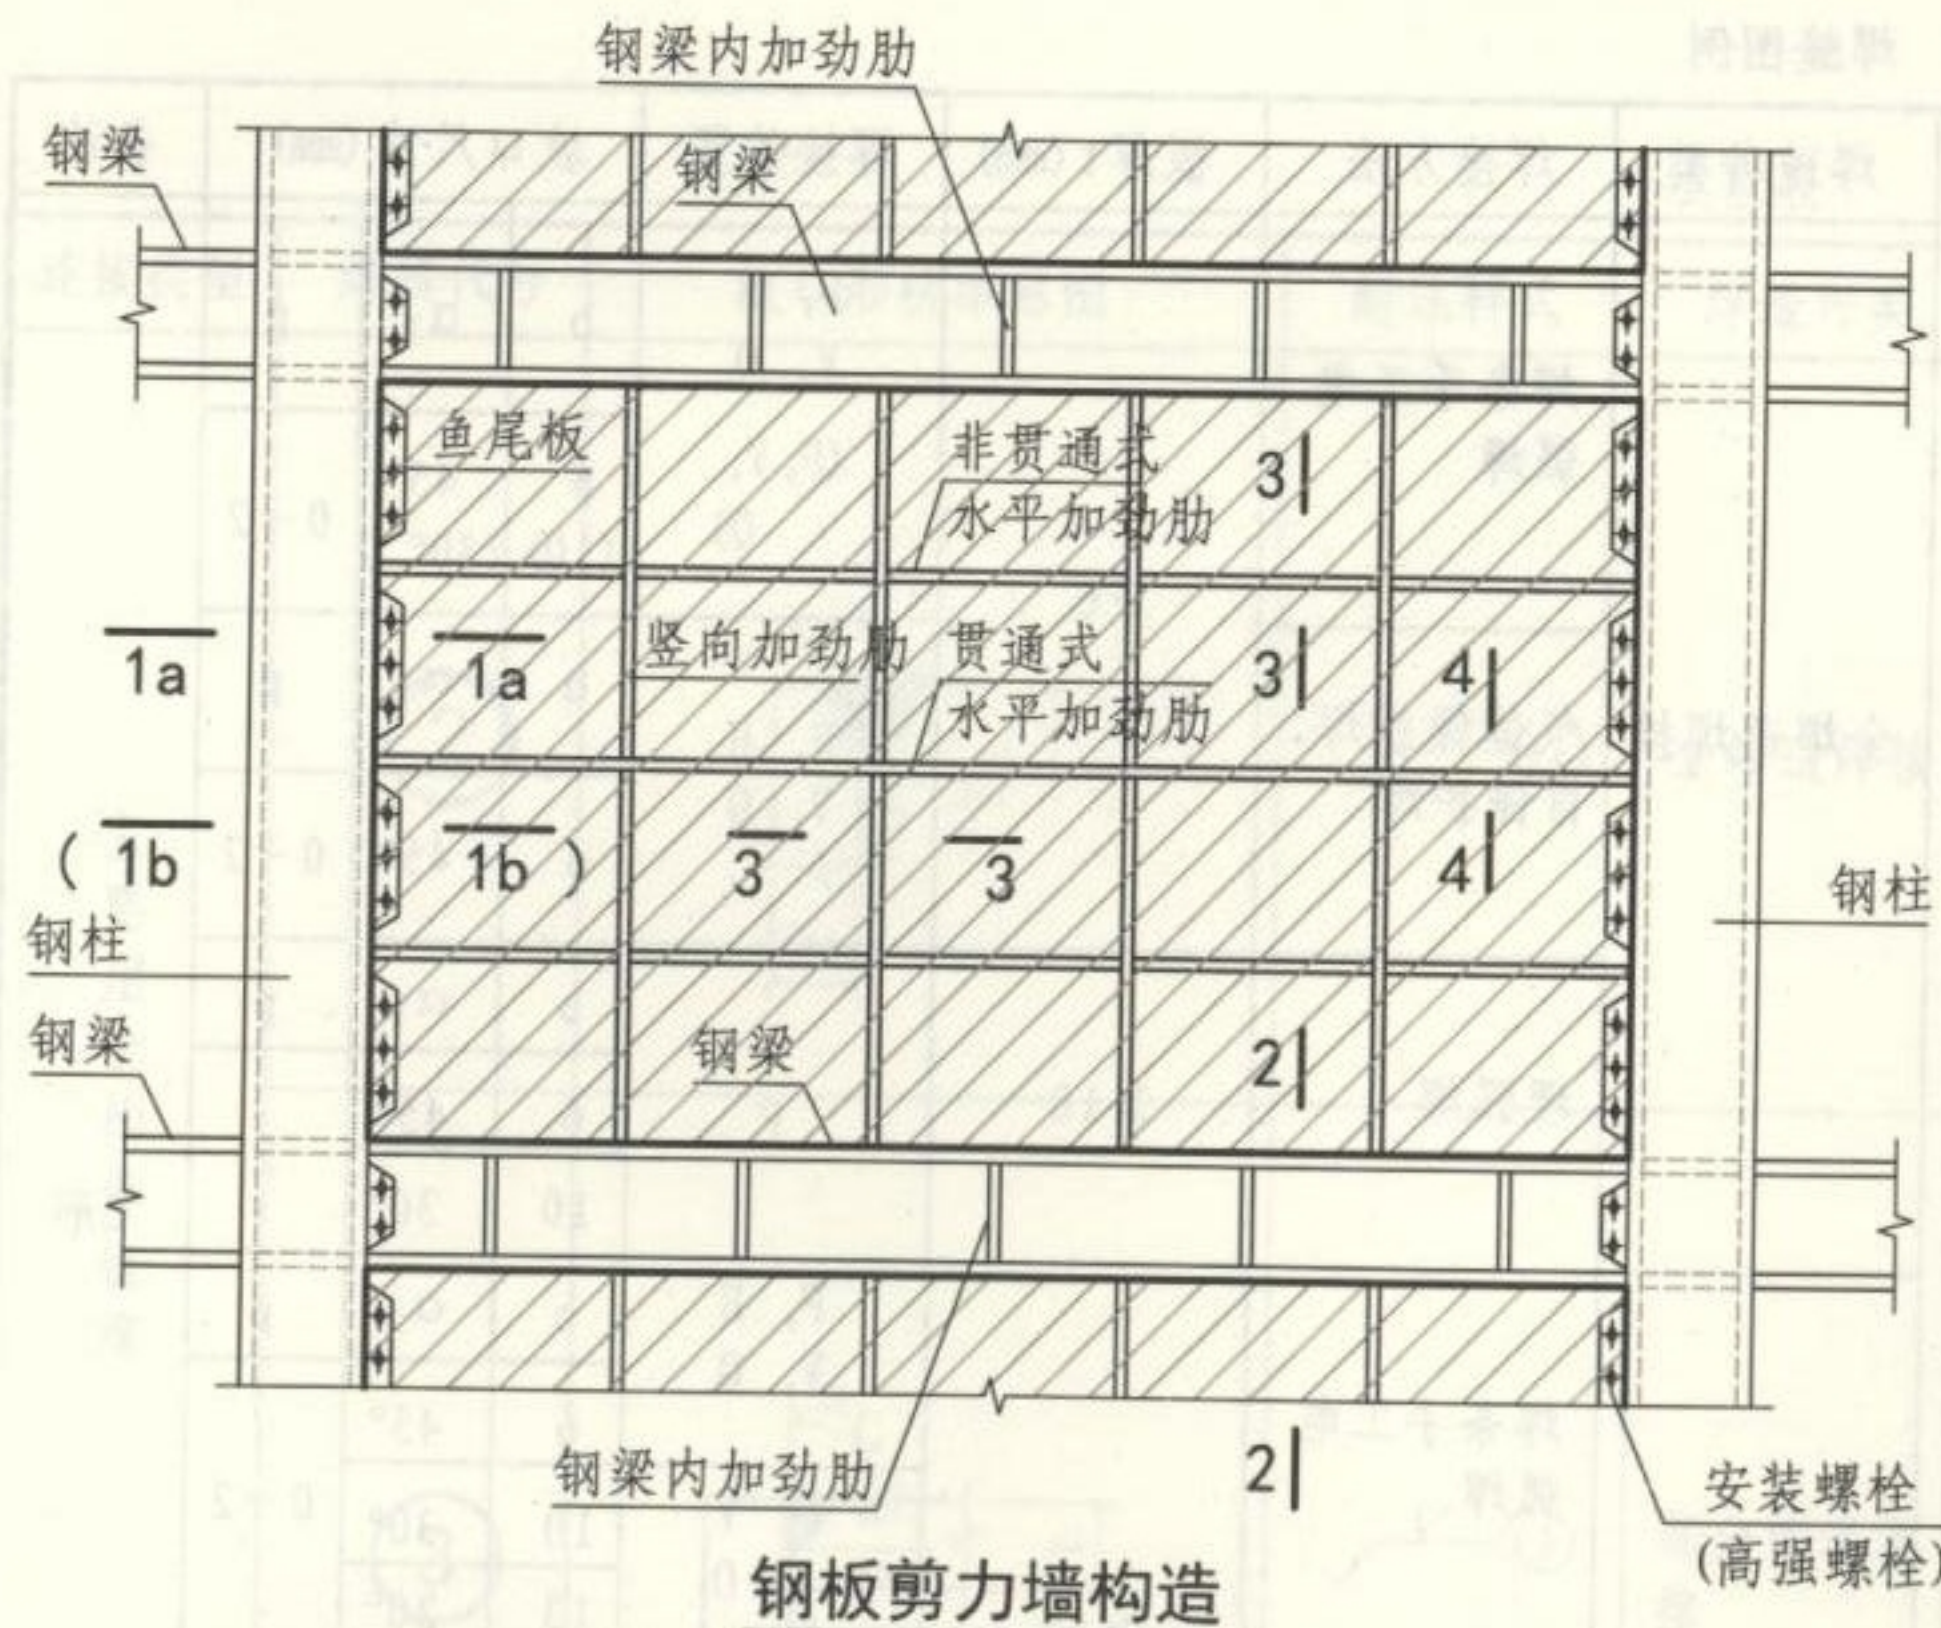 钢梁内加劲肋
钢梁
钢梁
鱼尾板
非贯通式
水平加劲肋
3
1a
1a
竖向加劲肋
贯通式
水平加劲肋
3
4
(1b
1b)
3
3
4
钢柱
钢柱
钢梁
钢梁
2
钢梁内加劲肋
2
安装螺栓
(高强螺栓)
钢板剪力墙构造